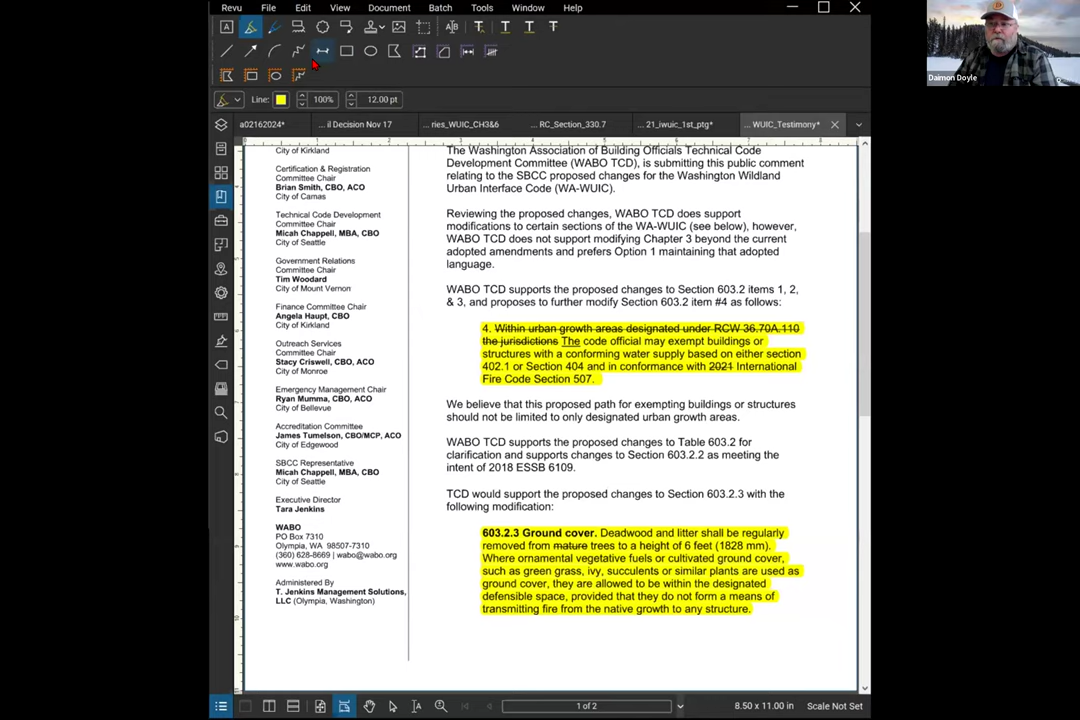 Revu File Edit View Document Batch Tools Window Help
Line: 100% 12.00 pt
a02162024* ... il Decision Nov 17 ... ries_WUIC_CH3&6 ... RC_Section_330.7 ... 21_iwuic_1st_ptg* ... WUIC_Testimony*
City of Kirkland
Certification & Registration
Committee Chair
Brian Smith, CBO, ACO
City of Camas
Technical Code Development
Committee Chair
Micah Chappell, MBA, CBO
City of Seattle
Government Relations
Committee Chair
Tim Woodard
City of Mount Vernon
Finance Committee Chair
Angela Haupt, CBO
City of Kirkland
Outreach Services
Committee Chair
Stacy Criswell, CBO, ACO
City of Monroe
Emergency Management Chair
Ryan Mumma, CBO, ACO
City of Bellevue
Accreditation Committee
James Tumelson, CBO/MCP, ACO
City of Edgewood
SBCC Representative
Micah Chappell, MBA, CBO
City of Seattle
Executive Director
Tara Jenkins
WABO
PO Box 7310
Olympia, WA 98507-7310
(360) 628-8669 | wabo@wabo.org
www.wabo.org
Administered By
T. Jenkins Management Solutions,
LLC (Olympia, Washington)
The Washington Association of Building Officials Technical Code
Development Committee (WABO TCD), is submitting this public comment
relating to the SBCC proposed changes for the Washington Wildland
Urban Interface Code (WA-WUIC).
Reviewing the proposed changes, WABO TCD does support
modifications to certain sections of the WA-WUIC (see below), however,
WABO TCD does not support modifying Chapter 3 beyond the current
adopted amendments and prefers Option 1 maintaining that adopted
language.
WABO TCD supports the proposed changes to Section 603.2 items 1, 2,
& 3, and proposes to further modify Section 603.2 item #4 as follows:
4. Within urban growth areas designated under RCW 36.70A.110
the jurisdictions The code official may exempt buildings or
structures with a conforming water supply based on either section
402.1 or Section 404 and in conformance with 2021 International
Fire Code Section 507.
We believe that this proposed path for exempting buildings or structures
should not be limited to only designated urban growth areas.
WABO TCD supports the proposed changes to Table 603.2 for
clarification and supports changes to Section 603.2.2 as meeting the
intent of 2018 ESSB 6109.
TCD would support the proposed changes to Section 603.2.3 with the
following modification:
603.2.3 Ground cover. Deadwood and litter shall be regularly
removed from mature trees to a height of 6 feet (1828 mm).
Where ornamental vegetative fuels or cultivated ground cover,
such as green grass, ivy, succulents or similar plants are used as
ground cover, they are allowed to be within the designated
defensible space, provided that they do not form a means of
transmitting fire from the native growth to any structure.
1 of 2 8.50 x 11.00 in Scale Not Set
Daimon Doyle